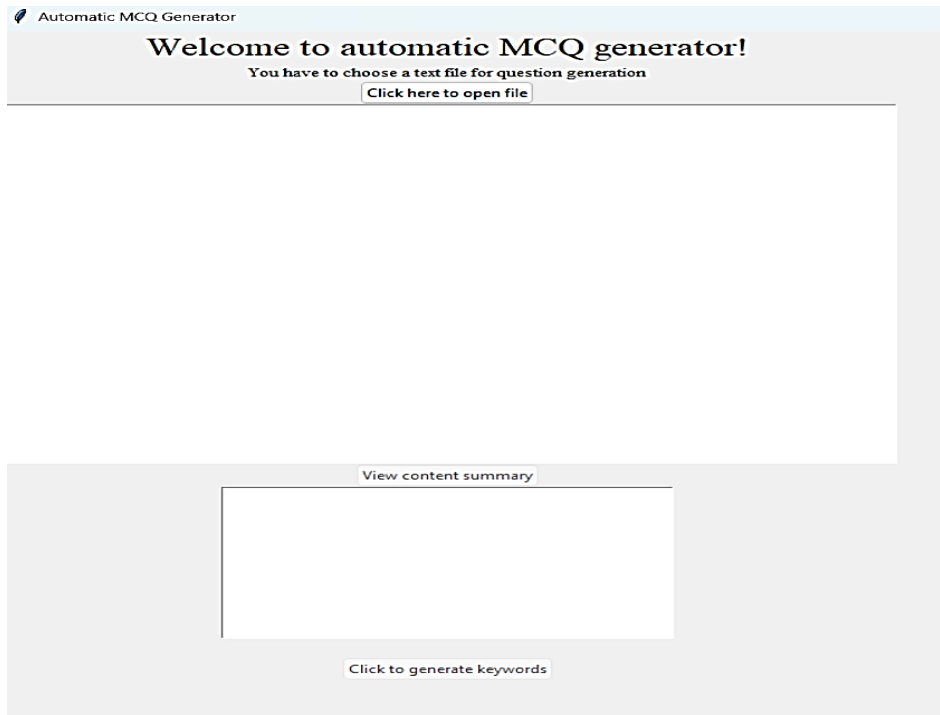 Automatic MCQ Generator
Welcome to automatic MCQ generator!
You have to choose a text file for question generation
Click here to open file
View content summary
Click to generate keywords